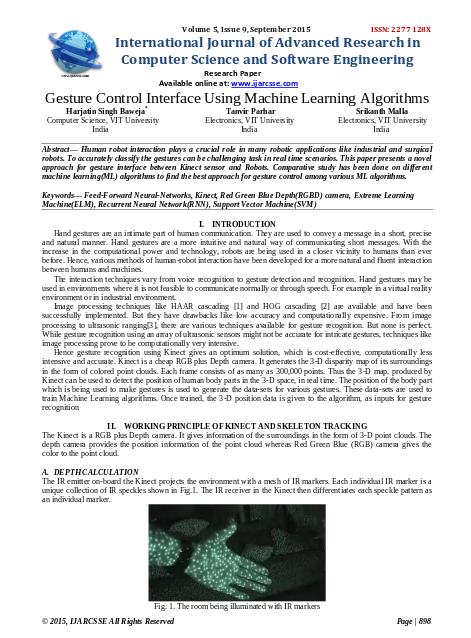 Volume 5, Issue 9, September 2015 ISSN: 2277 128X
International Journal of Advanced Research in
Computer Science and Software Engineering
Research Paper
Available online at: www.ijarcsse.com
www.ijarcsse.com
Gesture Control Interface Using Machine Learning Algorithms
Harjatin Singh Baweja* Tanvir Parhar Srikanth Malla
Computer Science, VIT University Electronics, VIT University Electronics, VIT University
India India India
Abstract— Human robot interaction plays a crucial role in many robotic applications like industrial and surgical
robots. To accurately classify the gestures can be challenging task in real time scenarios. This paper presents a novel
approach for gesture interface between Kinect sensor and Robots. Comparative study has been done on different
machine learning(ML) algorithms to find the best approach for gesture control among various ML algorithms.
Keywords— Feed-Forward Neural-Networks, Kinect, Red Green Blue Depth(RGBD) camera, Extreme Learning
Machine(ELM), Recurrent Neural Network(RNN), Support Vector Machine(SVM)
I. INTRODUCTION
Hand gestures are an intimate part of human communication. They are used to convey a message in a short, precise
and natural manner. Hand gestures are a more intuitive and natural way of communicating short messages. With the
increase in the computational power and technology, robots are being used in a closer vicinity to humans than ever
before. Hence, various methods of human-robot interaction have been developed for a more natural and fluent interaction
between humans and machines.
The interaction techniques vary from voice recognition to gesture detection and recognition. Hand gestures may be
used in environments where it is not feasible to communicate normally or through speech. For example in a virtual reality
environment or in industrial environment.
Image processing techniques like HAAR cascading [1] and HOG cascading [2] are available and have been
successfully implemented. But they have drawbacks like low accuracy and computationally expensive. From image
processing to ultrasonic ranging[3], there are various techniques available for gesture recognition. But none is perfect.
While gesture recognition using an array of ultrasonic sensors might not be accurate for intricate gestures, techniques like
image processing prove to be computationally very intensive.
Hence gesture recognition using Kinect gives an optimum solution, which is cost-effective, computationally less
intensive and accurate. Kinect is a cheap RGB plus Depth camera. It generates the 3-D disparity map of its surroundings
in the form of colored point clouds. Each frame consists of as many as 300,000 points. Thus the 3-D map, produced by
Kinect can be used to detect the position of human body parts in the 3-D space, in real time. The position of the body part
which is being used to make gestures is used to generate the data-sets for various gestures. These data-sets are used to
train Machine Learning algorithms. Once trained, the 3-D position data is given to the algorithm, as inputs for gesture
recognition
II. WORKING PRINCIPLE OF KINECT AND SKELETON TRACKING
The Kinect is a RGB plus Depth camera. It gives information of the surroundings in the form of 3-D point clouds. The
depth camera provides the position information of the point cloud whereas Red Green Blue (RGB) camera gives the
color to the point cloud.
A. DEPTH CALCULATION
The IR emitter on-board the Kinect projects the environment with a mesh of IR markers. Each individual IR marker is a
unique collection of IR speckles shown in Fig.1. The IR receiver in the Kinect then differentiates each speckle pattern as
an individual marker.
Fig. 1. The room being illuminated with IR markers
© 2015, IJARCSSE All Rights Reserved Page | 898